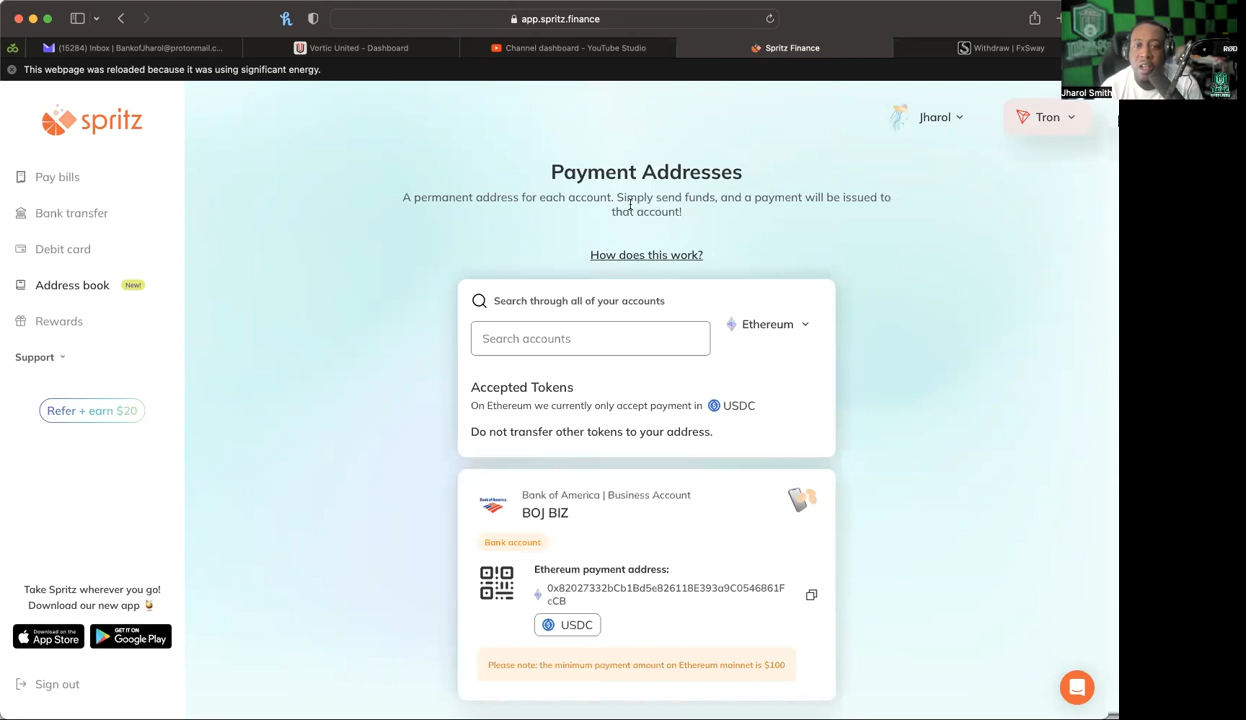 app.spritz.finance
(15284) Inbox | BankofJharol@protonmail.c...
Vortic United - Dashboard
Channel dashboard - YouTube Studio
Spritz Finance
Withdraw | FxSway
This webpage was reloaded because it was using significant energy.
Jharol Smith
spritz
Jharol
Tron
Pay bills
Bank transfer
Debit card
Address book
New!
Rewards
Support
Refer + earn $20
Payment Addresses
A permanent address for each account. Simply send funds, and a payment will be issued to
that account!
How does this work?
Search through all of your accounts
Search accounts
Ethereum
Accepted Tokens
On Ethereum we currently only accept payment in USDC
Do not transfer other tokens to your address.
Bank of America
Bank of America | Business Account
BOJ BIZ
Bank account
Ethereum payment address:
0x82027332bCb1Bd5e826118E393a9C0546861F
cCB
USDC
Please note: the minimum payment amount on Ethereum mainnet is $100
Take Spritz wherever you go!
Download our new app
Download on the
App Store
GET IT ON
Google Play
Sign out